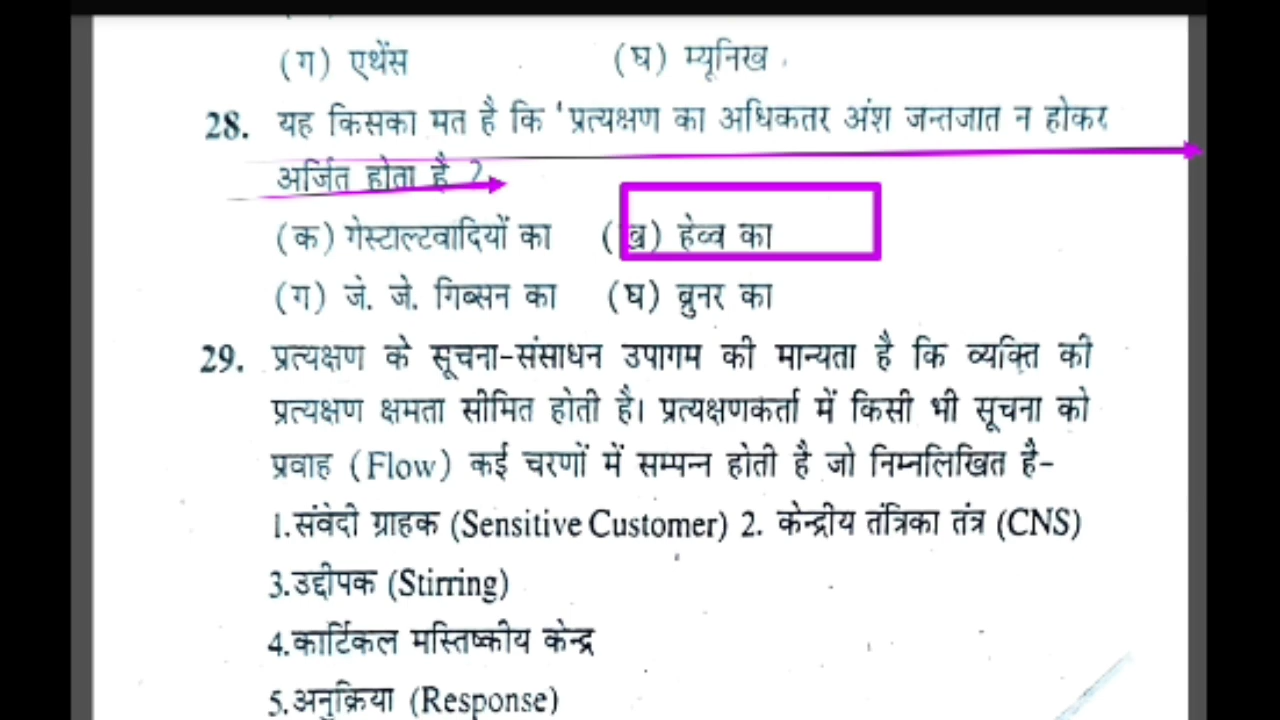 (ग) एथेंस (घ) म्यूनिख
28. यह किसका मत है कि 'प्रत्यक्षण का अधिकतर अंश जन्तजात न होकर
अर्जित होता है ?
(क) गेस्टाल्टवादियों का (ख) हेब्ब का
(ग) जे. जे. गिब्सन का (घ) ब्रुनर का
29. प्रत्यक्षण के सूचना-संसाधन उपागम की मान्यता है कि व्यक्ति की
प्रत्यक्षण क्षमता सीमित होती है। प्रत्यक्षणकर्ता में किसी भी सूचना को
प्रवाह (Flow) कई चरणों में सम्पन्न होती है जो निम्नलिखित है-
1.संवेदी ग्राहक (Sensitive Customer) 2. केन्द्रीय तंत्रिका तंत्र (CNS)
3.उद्दीपक (Stirring)
4.कार्टिकल मस्तिष्कीय केन्द्र
5.अनुक्रिया (Response)